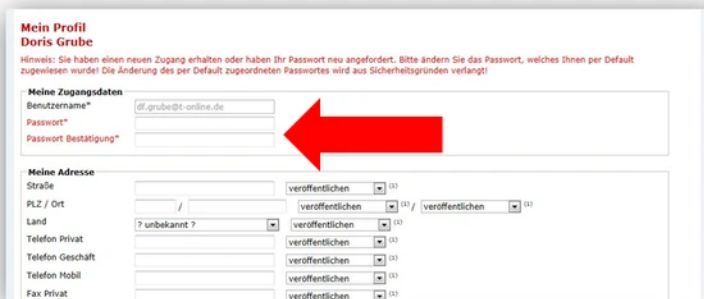 Mein Profil
Doris Grube
Hinweis: Sie haben einen neuen Zugang erhalten oder haben Ihr Passwort neu angefordert. Bitte ändern Sie das Passwort, welches Ihnen per Default
zugewiesen wurde! Die Änderung des per Default zugeordneten Passwortes wird aus Sicherheitsgründen verlangt!
Meine Zugangsdaten
Benutzername* df.grube@t-online.de
Passwort*
Passwort Bestätigung*
Meine Adresse
Straße veröffentlichen (1)
PLZ / Ort / veröffentlichen (1) / veröffentlichen (1)
Land ? unbekannt ? veröffentlichen (1)
Telefon Privat veröffentlichen (1)
Telefon Geschäft veröffentlichen (1)
Telefon Mobil veröffentlichen (1)
Fax Privat veröffentlichen (1)